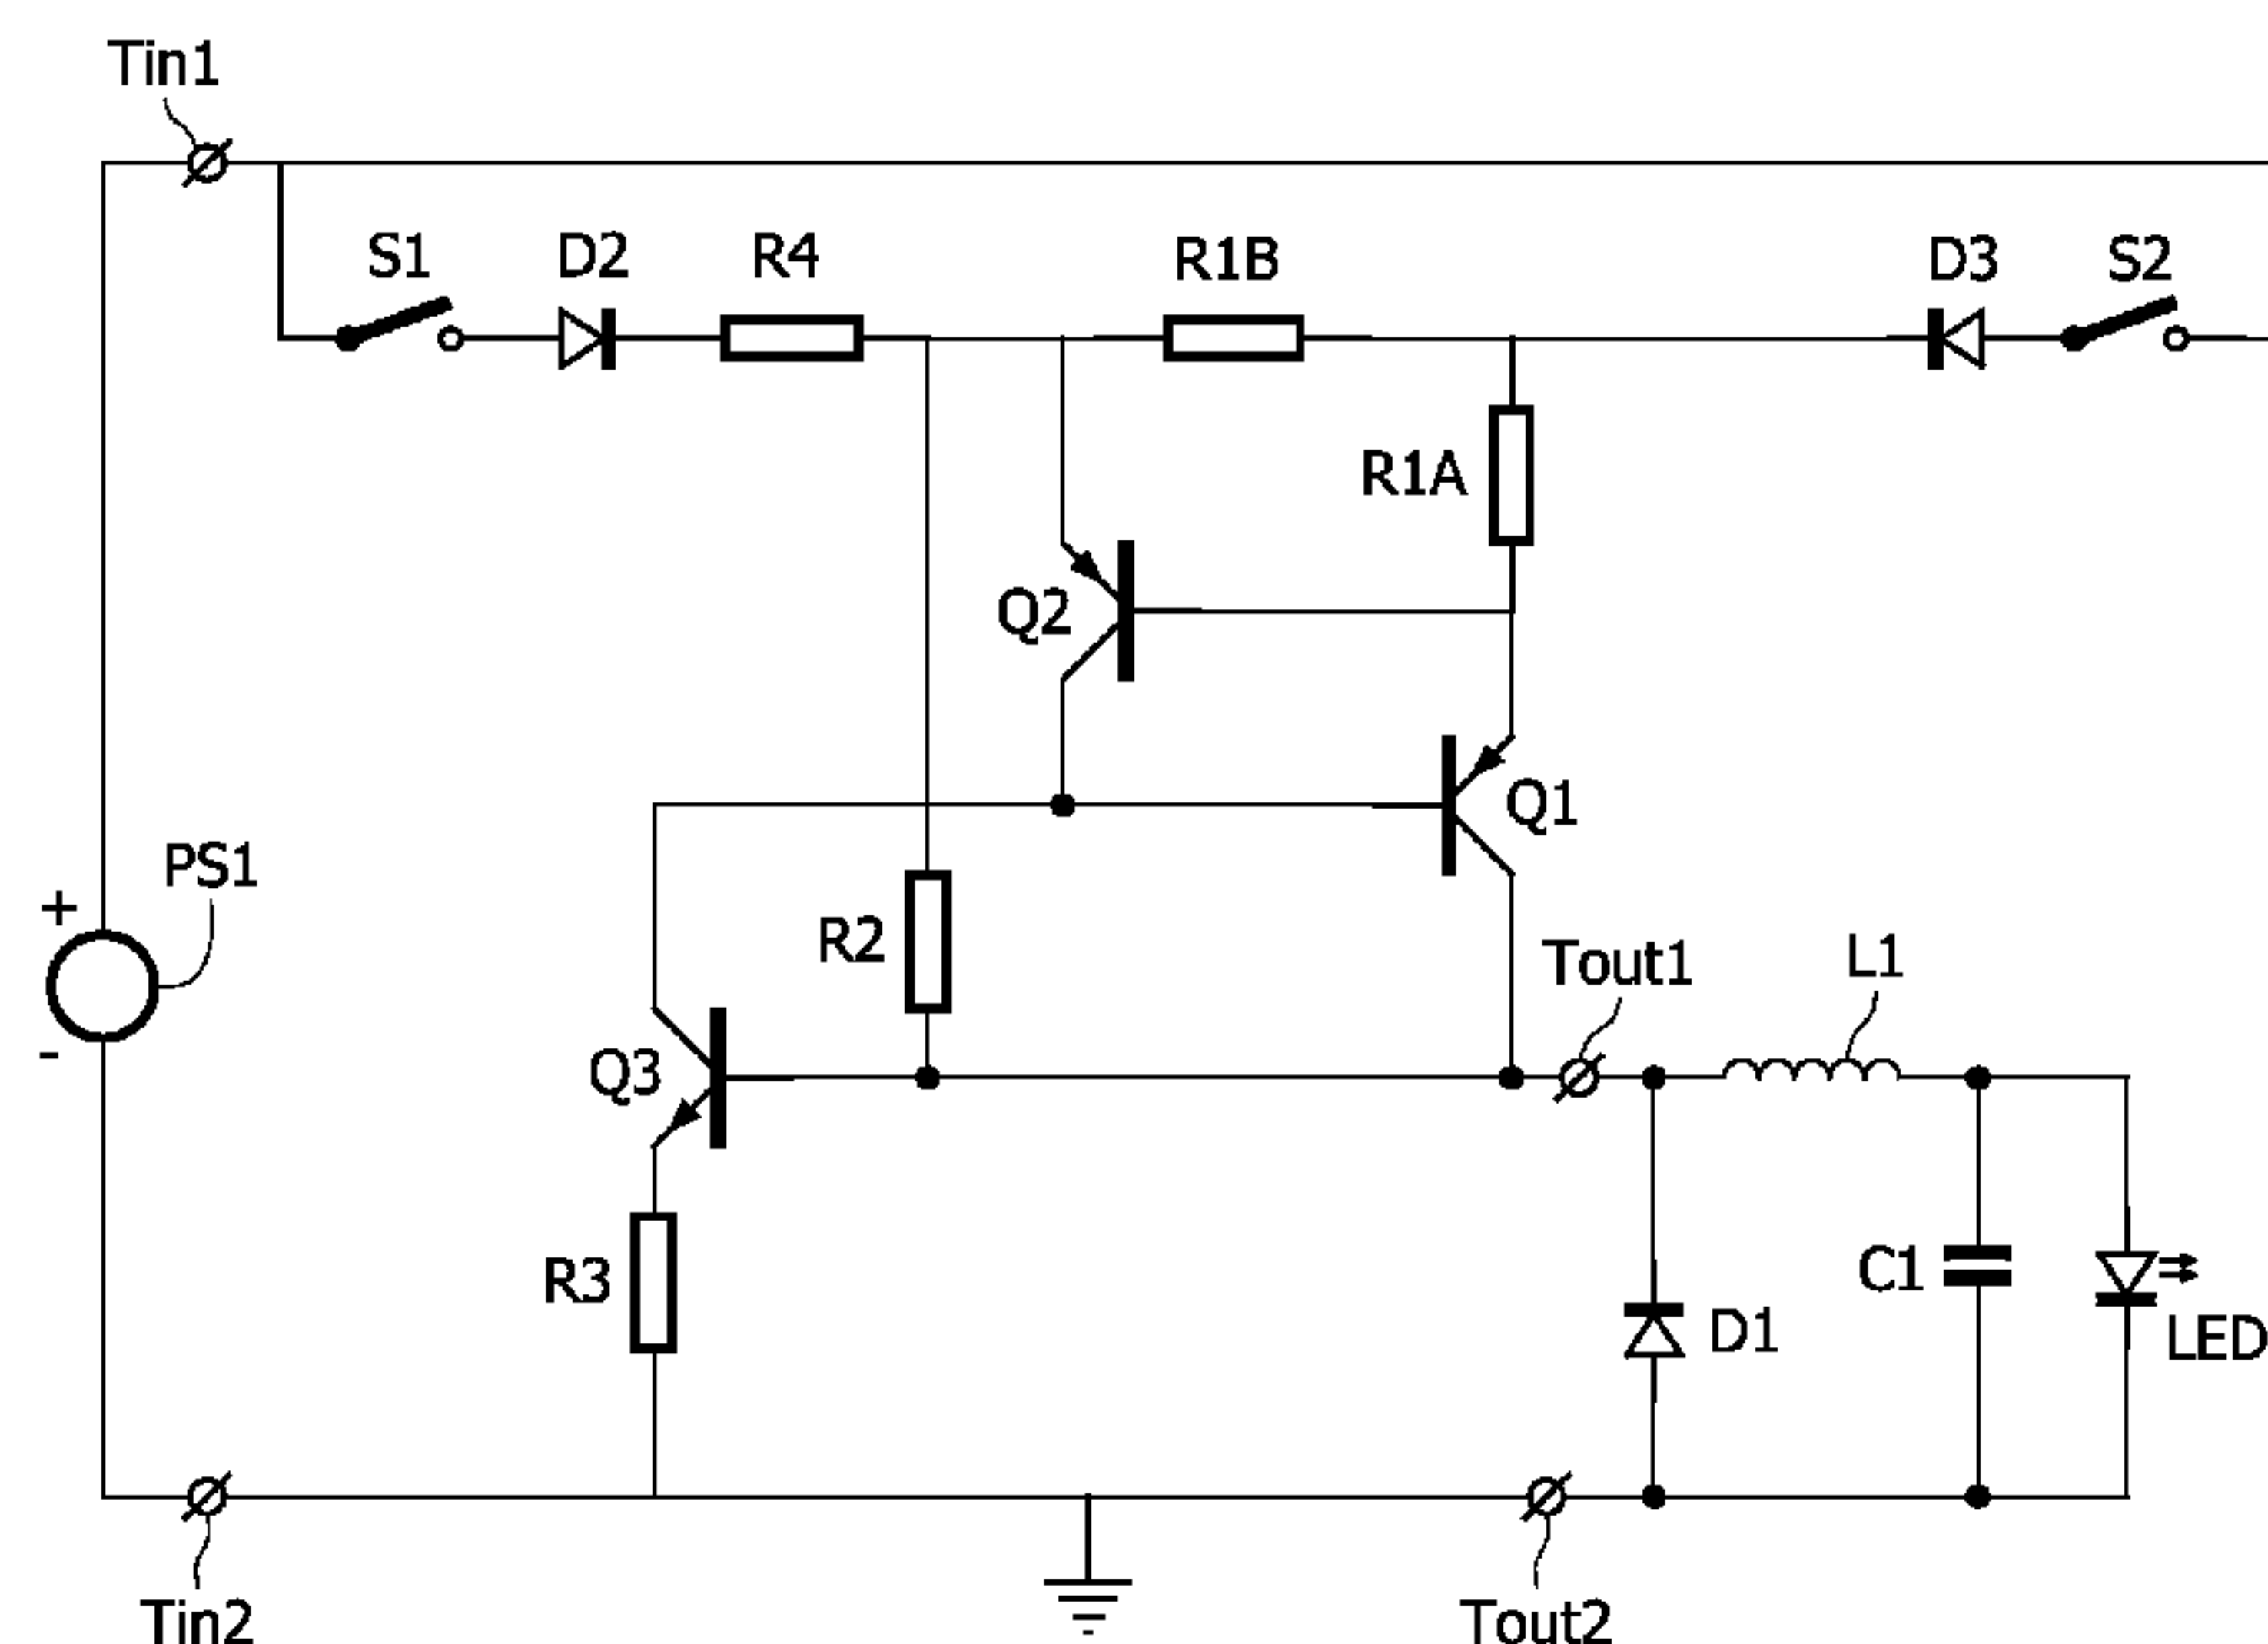 Tin1
S1
D2
R4
R1B
D3
S2
R1A
Q2
Q1
PS1
+
R2
Tout1
L1
-
Q3
R3
C1
D1
LED
Tin2
Tout2